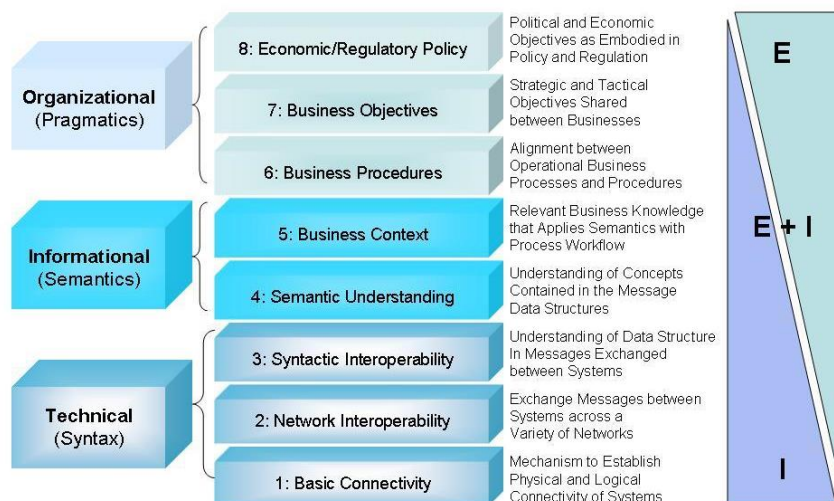 Organizational
(Pragmatics)
8: Economic/Regulatory Policy
Political and Economic
Objectives as Embodied in
Policy and Regulation
7: Business Objectives
Strategic and Tactical
Objectives Shared
between Businesses
6: Business Procedures
Alignment between
Operational Business
Processes and Procedures
Informational
(Semantics)
5: Business Context
Relevant Business Knowledge
that Applies Semantics with
Process Workflow
4: Semantic Understanding
Understanding of Concepts
Contained in the Message
Data Structures
Technical
(Syntax)
3: Syntactic Interoperability
Understanding of Data Structure
In Messages Exchanged
between Systems
2: Network Interoperability
Exchange Messages between
Systems across a
Variety of Networks
1: Basic Connectivity
Mechanism to Establish
Physical and Logical
Connectivity of Systems
E
E + I
I